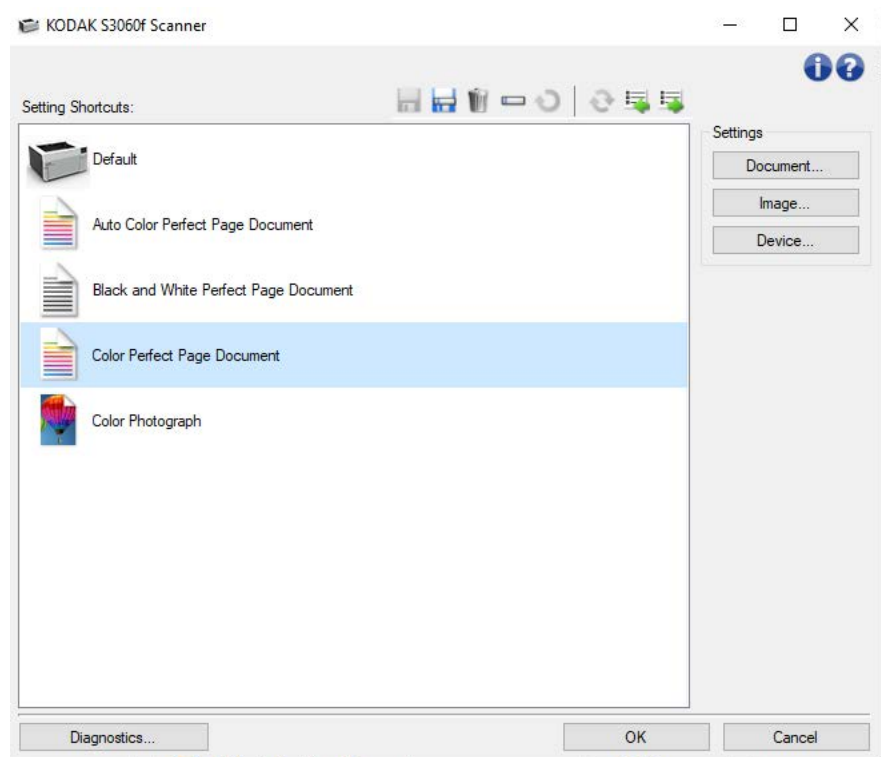 KODAK S3060f Scanner
Setting Shortcuts:
Default
Auto Color Perfect Page Document
Black and White Perfect Page Document
Color Perfect Page Document
Color Photograph
Settings
Document...
Image...
Device...
Diagnostics...
OK
Cancel